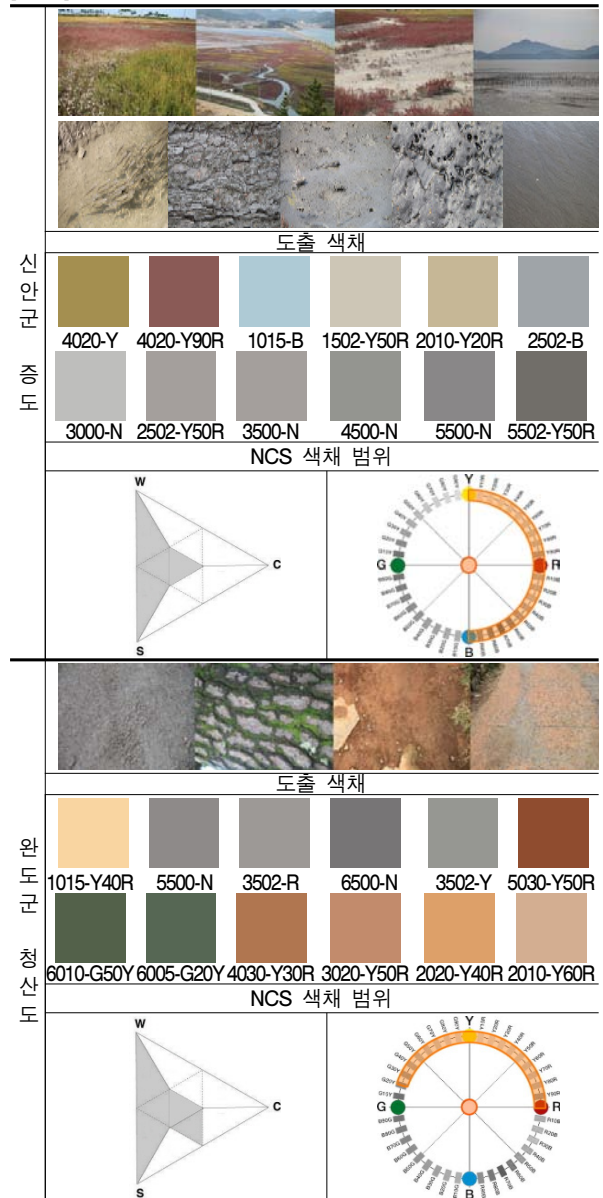 신안군 증도
도출 색채
4020-Y 4020-Y90R 1015-B 1502-Y50R 2010-Y20R 2502-B
3000-N 2502-Y50R 3500-N 4500-N 5500-N 5502-Y50R
NCS 색채 범위
W
C
S
Y
G
R
B
완도군 청산도
도출 색채
1015-Y40R 5500-N 3502-R 6500-N 3502-Y 5030-Y50R
6010-G50Y 6005-G20Y 4030-Y30R 3020-Y50R 2020-Y40R 2010-Y60R
NCS 색채 범위
W
C
S
Y
G
R
B